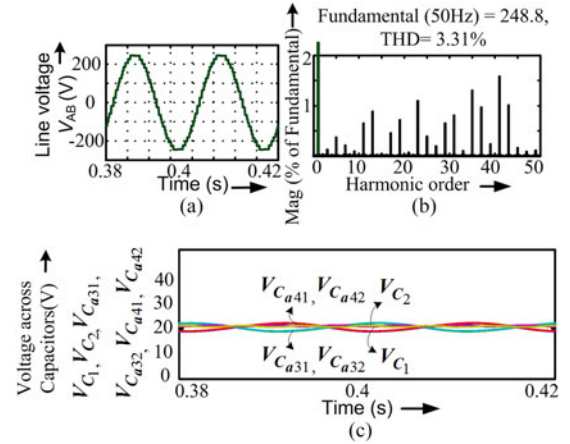 (a)
Line voltage
V_AB (V)
200
0
-200
0.38
0.4
0.42
Time (s)
(a)
Fundamental (50Hz) = 248.8,
THD= 3.31%
Mag (% of Fundamental)
2
1
0
0
10
20
30
40
50
Harmonic order
(b)
Voltage across
Capacitors(V)
V_C1, V_C2, V_Ca31,
V_Ca32, V_Ca41, V_Ca42
40
30
20
10
0
V_Ca41, V_Ca42
V_C2
V_Ca31, V_Ca32
V_C1
0.38
0.4
0.42
Time (s)
(c)